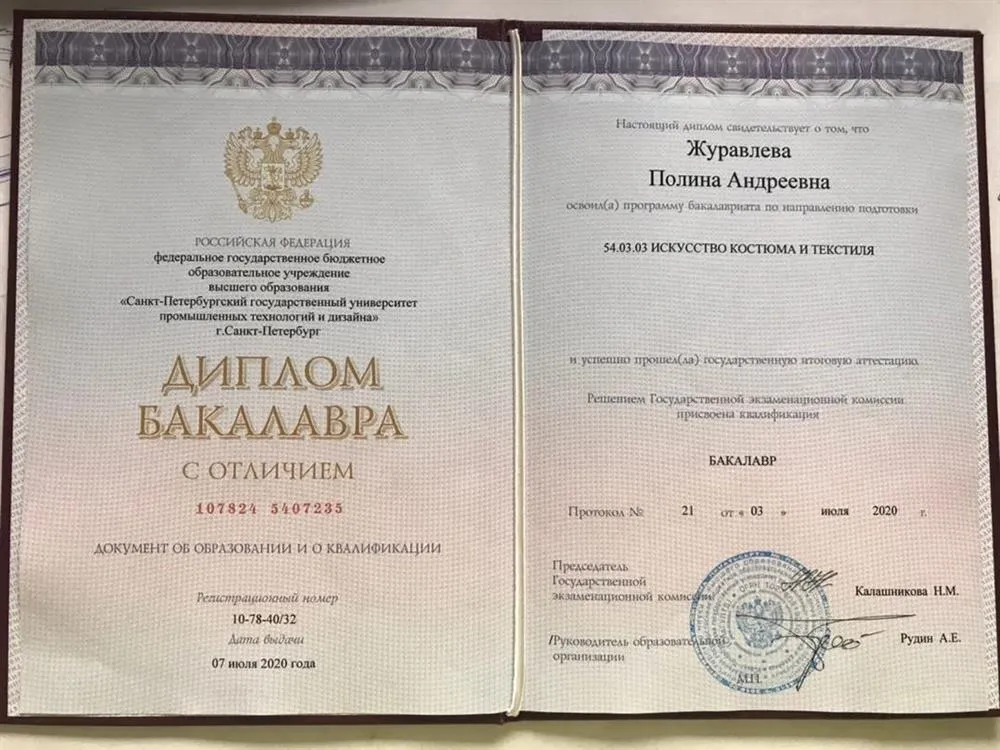 РОССИЙСКАЯ ФЕДЕРАЦИЯ
федеральное государственное бюджетное
образовательное учреждение
высшего образования
«Санкт-Петербургский государственный университет
промышленных технологий и дизайна»
г.Санкт-Петербург
ДИПЛОМ
БАКАЛАВРА
С ОТЛИЧИЕМ
107824 5407235
ДОКУМЕНТ ОБ ОБРАЗОВАНИИ И О КВАЛИФИКАЦИИ
Регистрационный номер
10-78-40/32
Дата выдачи
07 июля 2020 года
Настоящий диплом свидетельствует о том, что
Журавлева
Полина Андреевна
освоил(а) программу бакалавриата по направлению подготовки
54.03.03 ИСКУССТВО КОСТЮМА И ТЕКСТИЛЯ
и успешно прошел(ла) государственную итоговую аттестацию
Решением Государственной экзаменационной комиссии
присвоена квалификация
БАКАЛАВР
Протокол № 21 от « 03 » июля 2020 г.
Председатель
Государственной
экзаменационной комиссии
Калашникова Н.М.
Руководитель образовательной
организации
Рудин А.Е.
М.П.